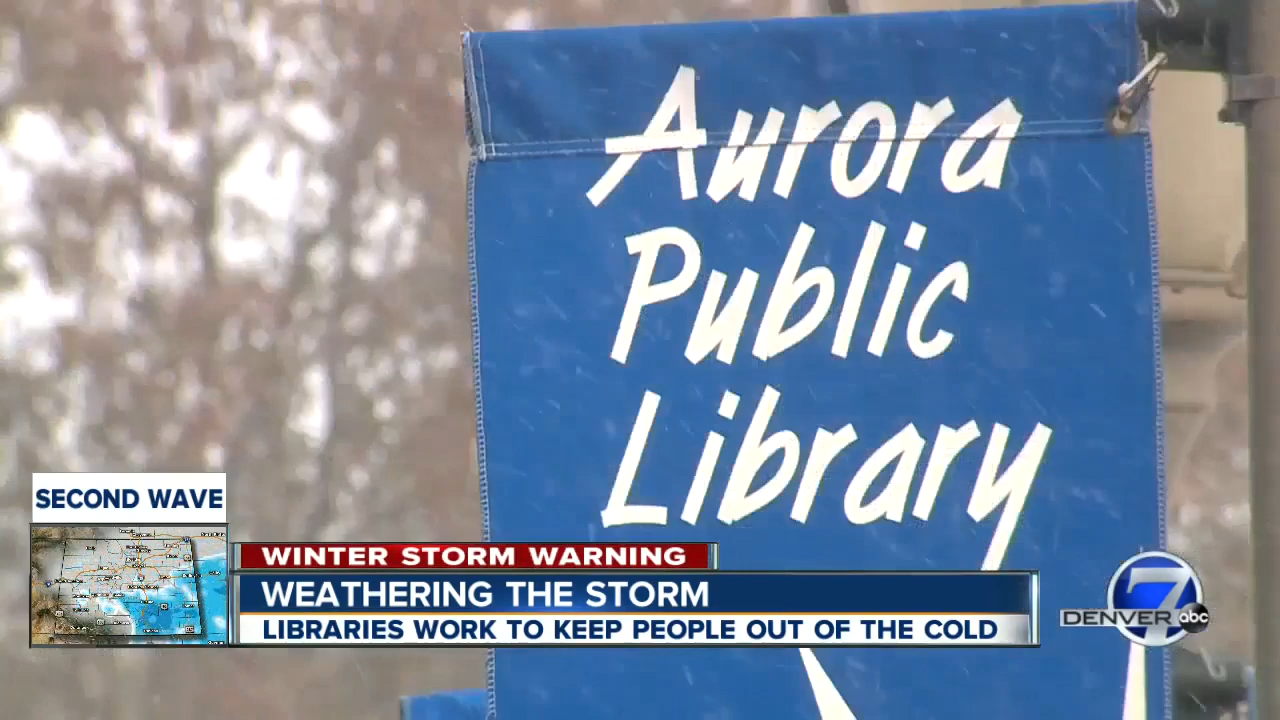 Aurora
Public
Library
SECOND WAVE
WINTER STORM WARNING
WEATHERING THE STORM
LIBRARIES WORK TO KEEP PEOPLE OUT OF THE COLD
DENVER 7 abc